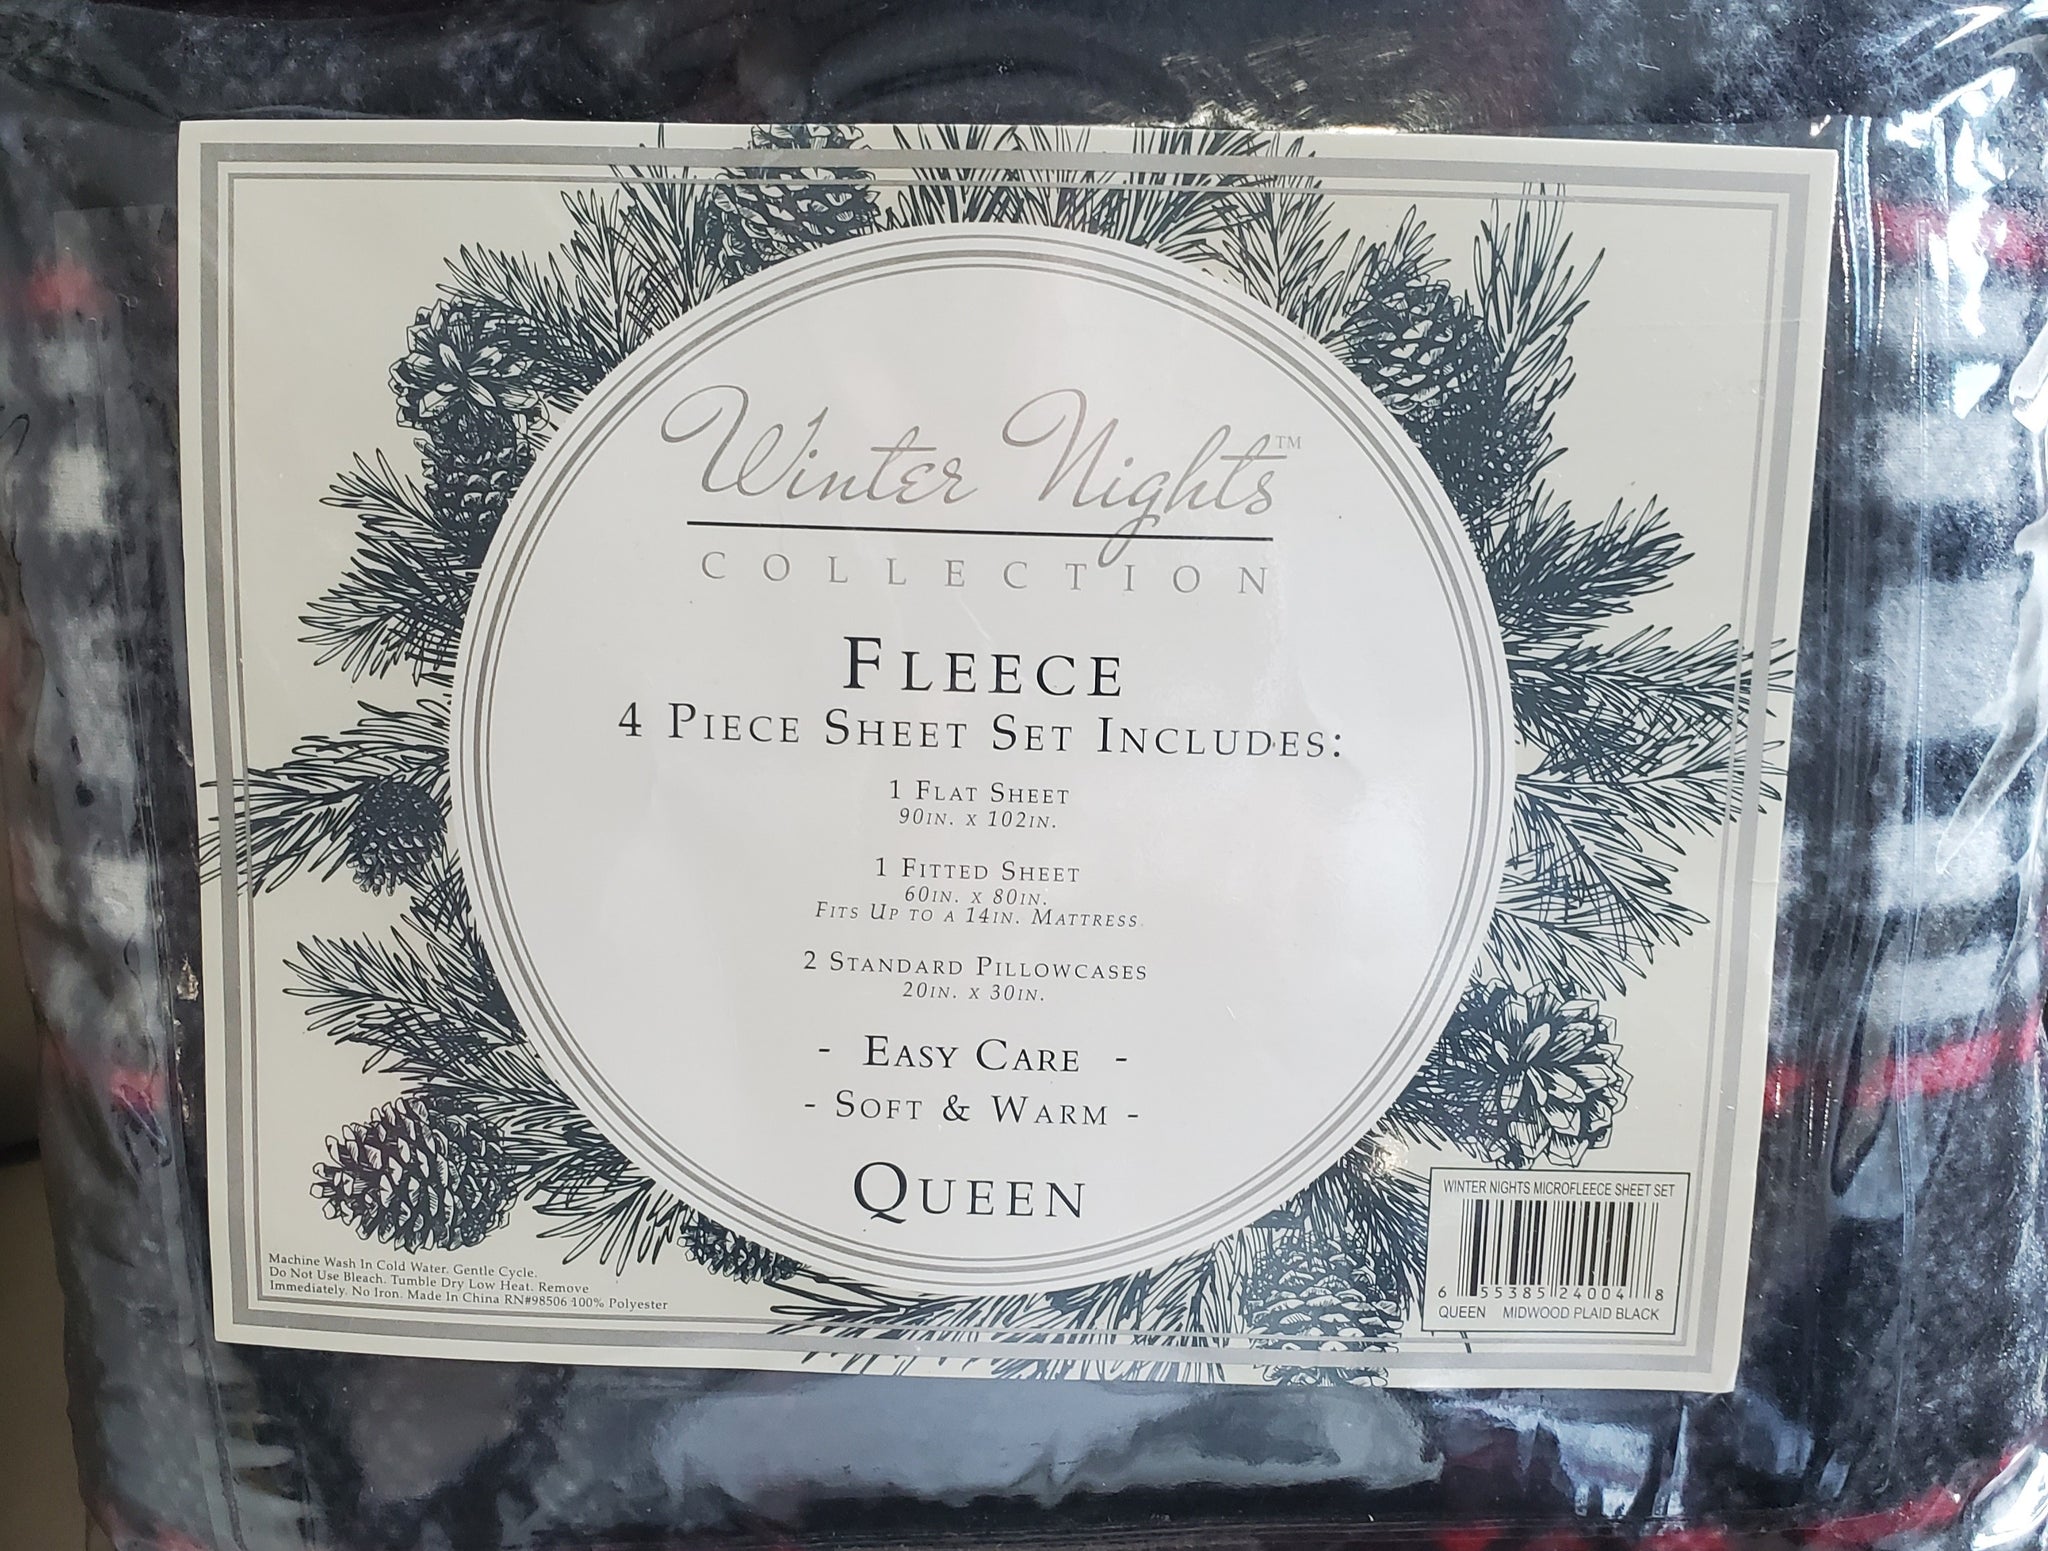 Winter Nights™
COLLECTION
FLEECE
4 PIECE SHEET SET INCLUDES:
1 FLAT SHEET
90IN. X 102IN.
1 FITTED SHEET
60IN. X 80IN.
FITS UP TO A 14IN. MATTRESS
2 STANDARD PILLOWCASES
20IN. X 30IN.
- EASY CARE -
- SOFT & WARM -
QUEEN
Machine Wash In Cold Water. Gentle Cycle.
Do Not Use Bleach. Tumble Dry Low Heat. Remove
Immediately. No Iron. Made In China RN#98506 100% Polyester
WINTER NIGHTS MICROFLEECE SHEET SET
6 55385 24004 8
QUEEN MIDWOOD PLAID BLACK